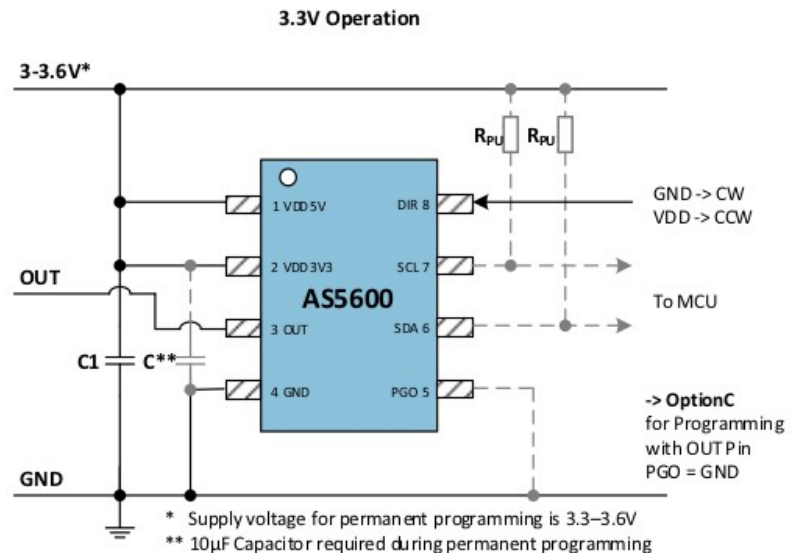 3.3V Operation
3-3.6V*
RPU RPU
1 VDD5V
DIR 8
GND -> CW
VDD -> CCW
2 VDD3V3
SCL 7
OUT
AS5600
To MCU
3 OUT
SDA 6
C1
C**
4 GND
PGO 5
-> OptionC
for Programming
with OUT Pin
PGO = GND
GND
* Supply voltage for permanent programming is 3.3–3.6V
** 10µF Capacitor required during permanent programming